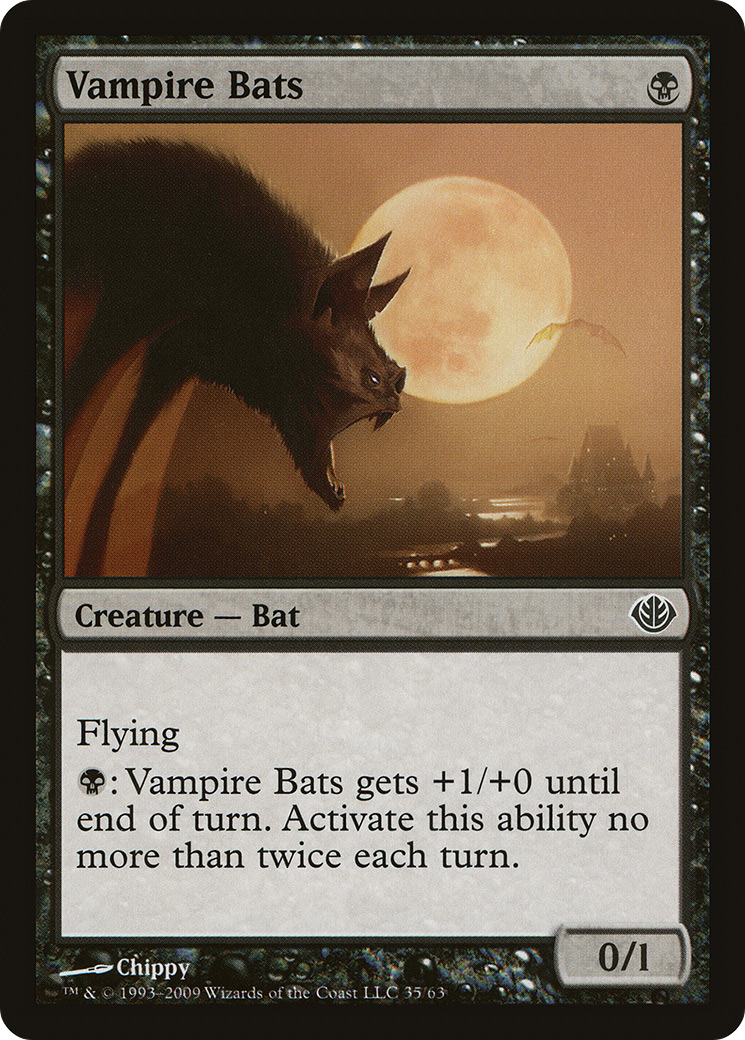 Vampire Bats
Creature — Bat
Flying
: Vampire Bats gets +1/+0 until
end of turn. Activate this ability no
more than twice each turn.
0/1
Chippy
™ & © 1993–2009 Wizards of the Coast LLC 35/63